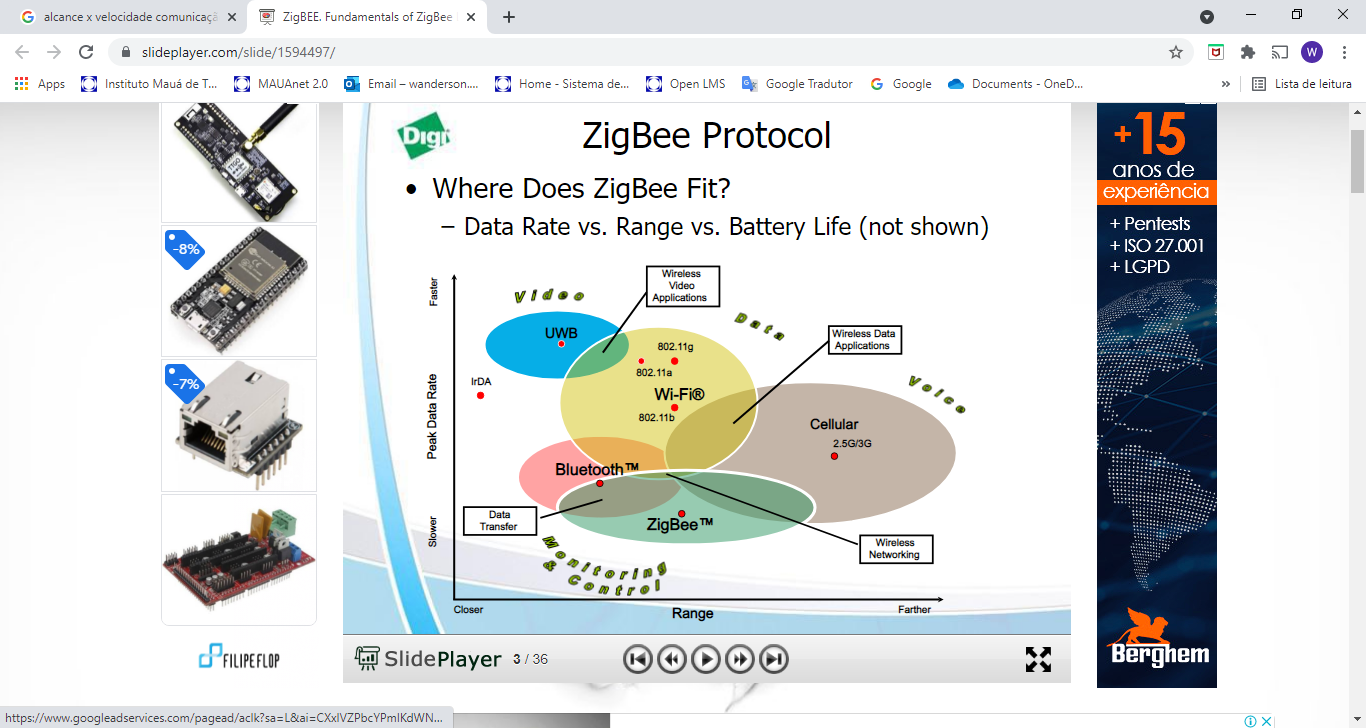 alcance x velocidade comunicaçã
ZigBEE. Fundamentals of ZigBee
slideplayer.com/slide/1594497/
W
Apps
Instituto Mauá de T...
MAUAnet 2.0
Email – wanderson....
Home - Sistema de...
Open LMS
Google Tradutor
Google
Documents - OneD...
»
Lista de leitura
-8%
-7%
FILIPEFLOP
Digi
ZigBee Protocol
• Where Does ZigBee Fit?
– Data Rate vs. Range vs. Battery Life (not shown)
Faster
Peak Data Rate
Slower
Video
Wireless
Video
Applications
Data
Wireless Data
Applications
Voice
UWB
IrDA
802.11g
802.11a
Wi-Fi®
802.11b
Cellular
2.5G/3G
Bluetooth™
Data
Transfer
ZigBee™
Wireless
Networking
Monitoring
& Control
Closer
Range
Farther
SlidePlayer
3 / 36
+15
anos de
experiência
+ Pentests
+ ISO 27.001
+ LGPD
Berghem
https://www.googleadservices.com/pagead/aclk?sa=L&ai=CXxlVZPbcYPmIKdWN...